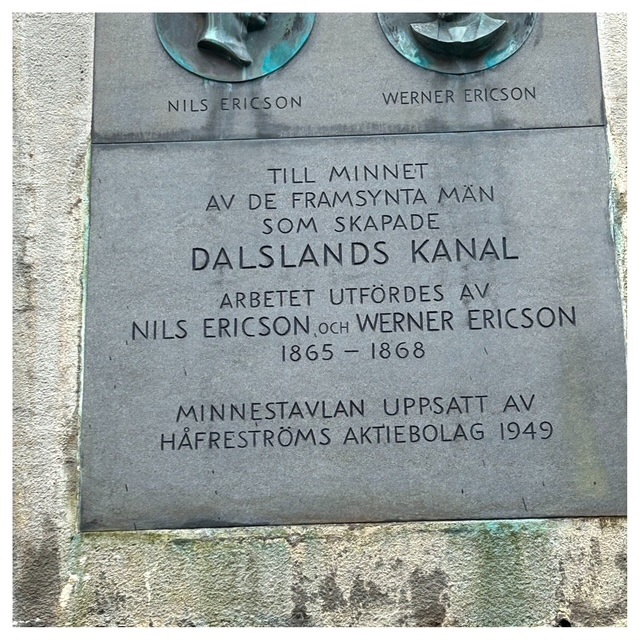 NILS ERICSON WERNER ERICSON
TILL MINNET
AV DE FRAMSYNTA MÄN
SOM SKAPADE
DALSLANDS KANAL
ARBETET UTFÖRDES AV
NILS ERICSON, OCH WERNER ERICSON
1865 – 1868
MINNESTAVLAN UPPSATT AV
HÅFRESTRÖMS AKTIEBOLAG 1949